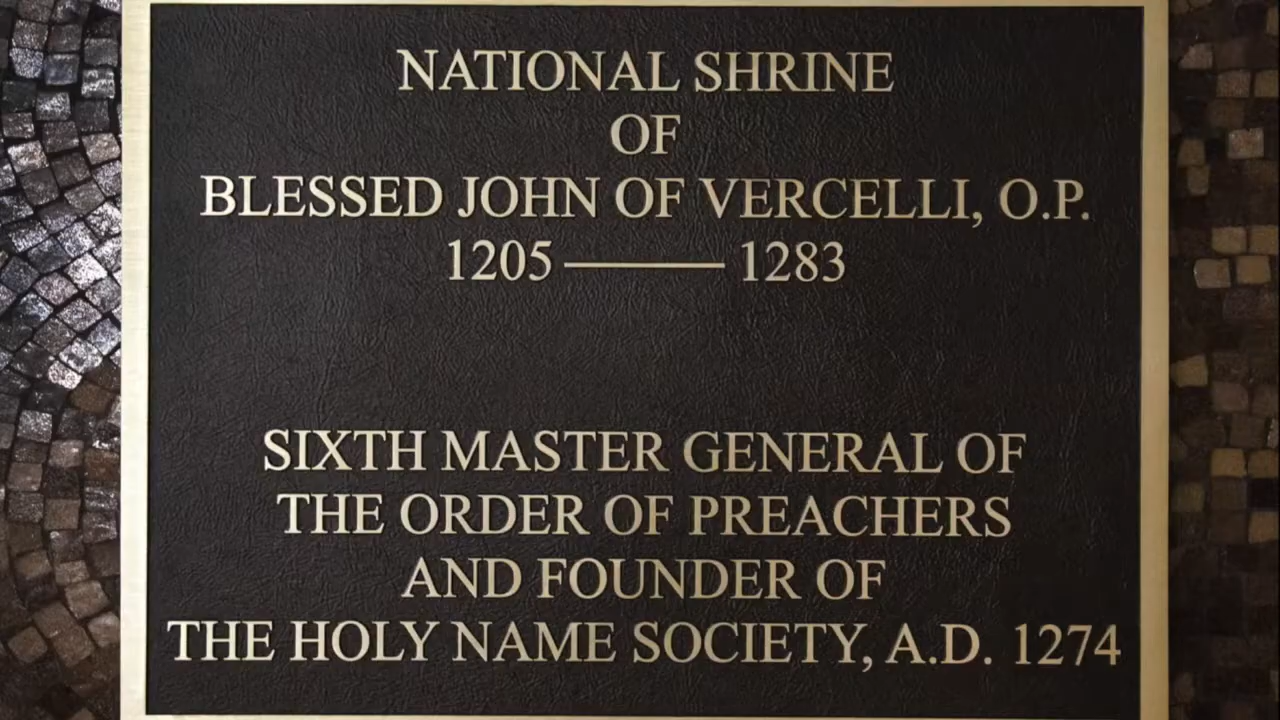 NATIONAL SHRINE
OF
BLESSED JOHN OF VERCELLI, O.P.
1205 —— 1283
SIXTH MASTER GENERAL OF
THE ORDER OF PREACHERS
AND FOUNDER OF
THE HOLY NAME SOCIETY, A.D. 1274